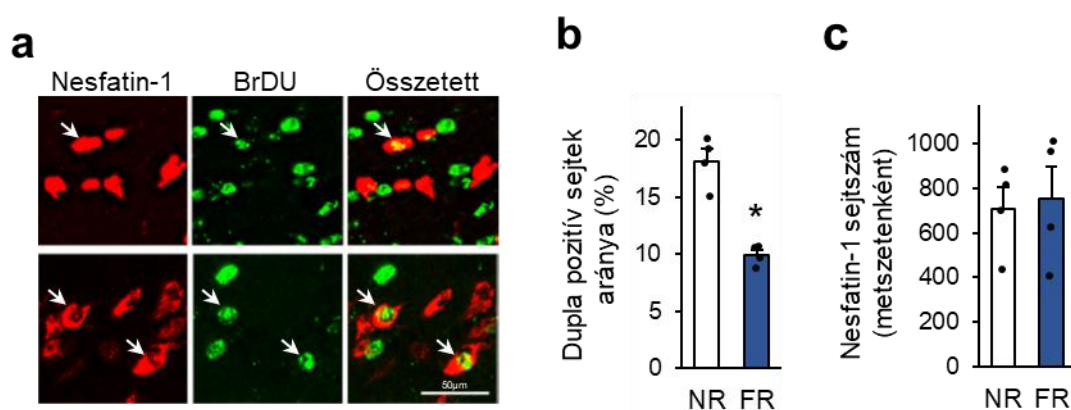 a
Nesfatin-1 BrDU Összetett
50µm
b
Dupla pozitív sejtek
aránya (%)
20
15
10
5
0
*
NR FR
c
Nesfatin-1 sejtszám
(metszetenként)
1000
800
600
400
200
0
NR FR